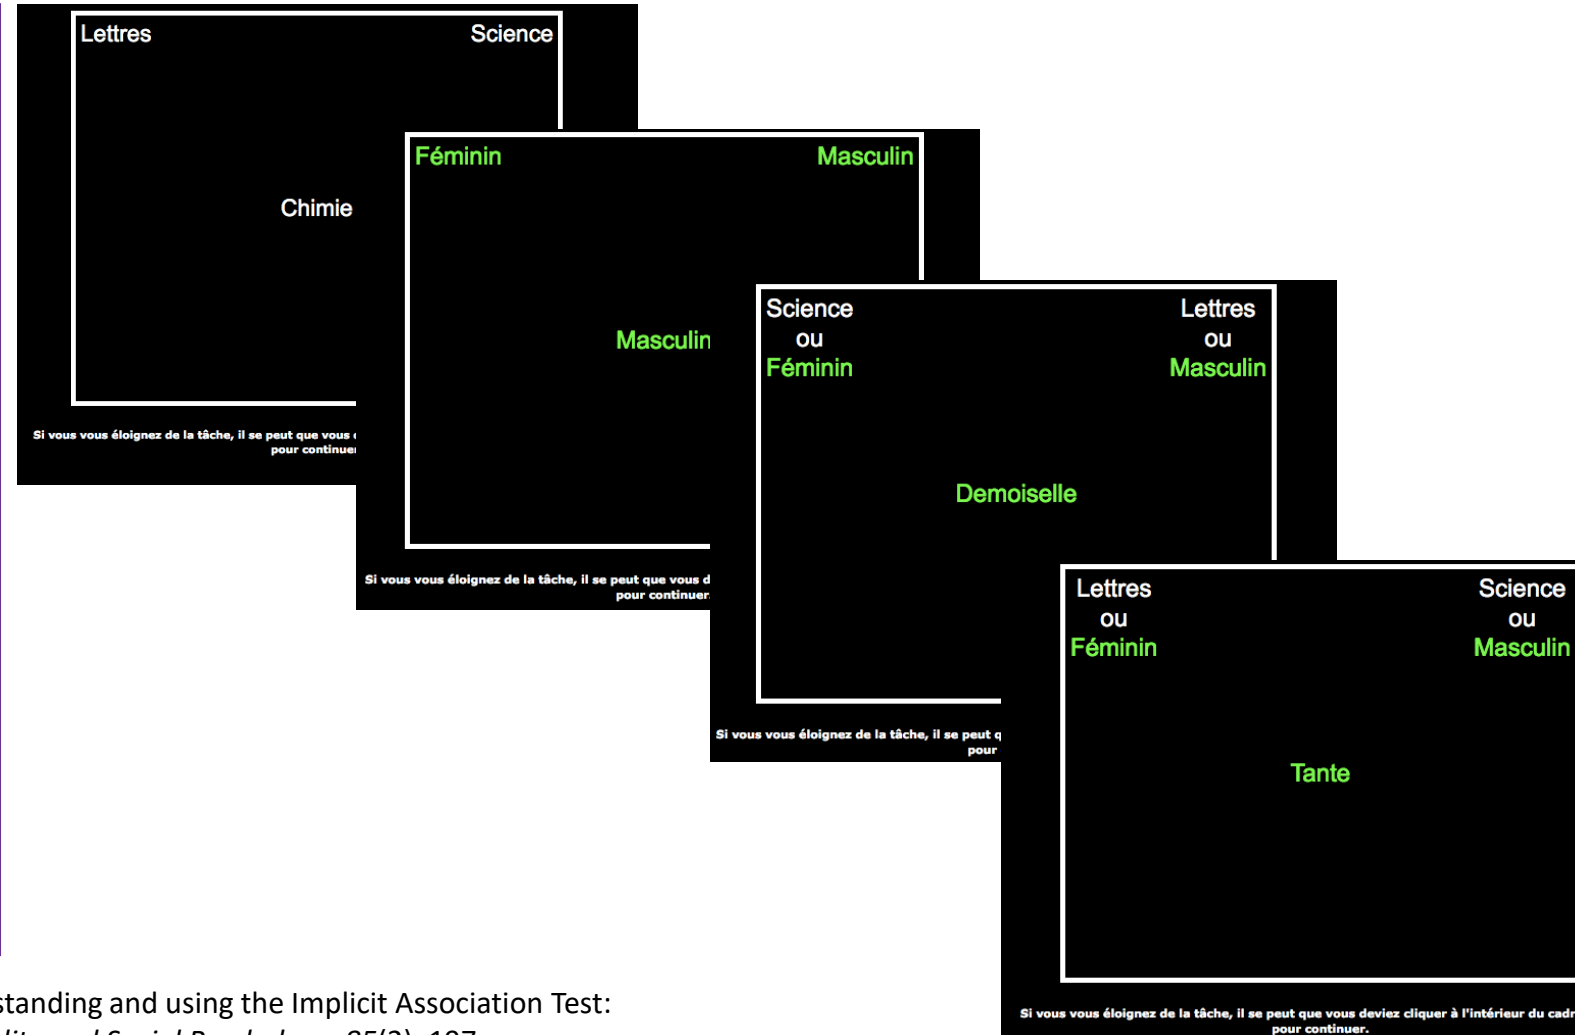 Lettres Science
Chimie
Si vous vous éloignez de la tâche, il se peut que vous
pour continuer
Féminin Masculin
Masculin
Si vous vous éloignez de la tâche, il se peut que vous d
pour continuer.
Science Lettres
ou ou
Féminin Masculin
Demoiselle
Si vous vous éloignez de la tâche, il se peut q
pour
Lettres Science
ou ou
Féminin Masculin
Tante
Si vous vous éloignez de la tâche, il se peut que vous deviez cliquer à l'intérieur du cadr
pour continuer.
standing and using the Implicit Association Test: